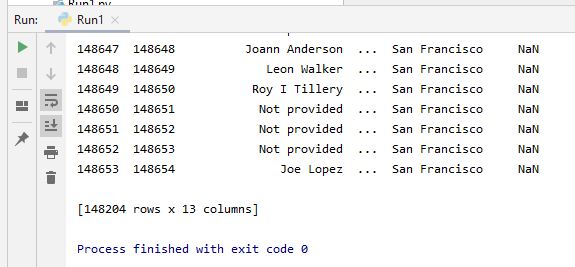 Run1.py
Run: Run1
148647 148648 Joann Anderson ... San Francisco NaN
148648 148649 Leon Walker ... San Francisco NaN
148649 148650 Roy I Tillery ... San Francisco NaN
148650 148651 Not provided ... San Francisco NaN
148651 148652 Not provided ... San Francisco NaN
148652 148653 Not provided ... San Francisco NaN
148653 148654 Joe Lopez ... San Francisco NaN
[148204 rows x 13 columns]
Process finished with exit code 0